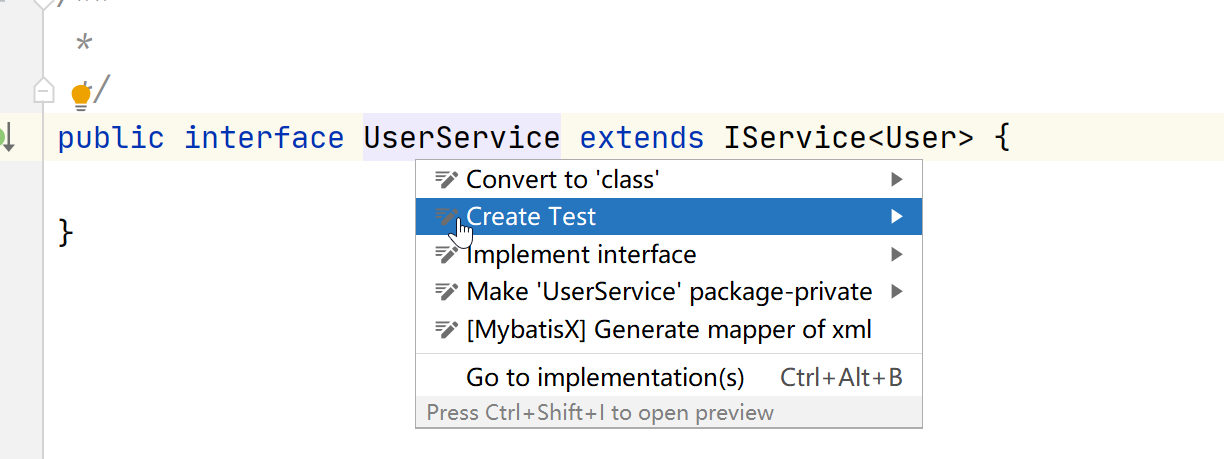 /**
*
*/
public interface UserService extends IService<User> {
Convert to 'class'
Create Test
}
Implement interface
Make 'UserService' package-private
[MybatisX] Generate mapper of xml
Go to implementation(s) Ctrl+Alt+B
Press Ctrl+Shift+I to open preview